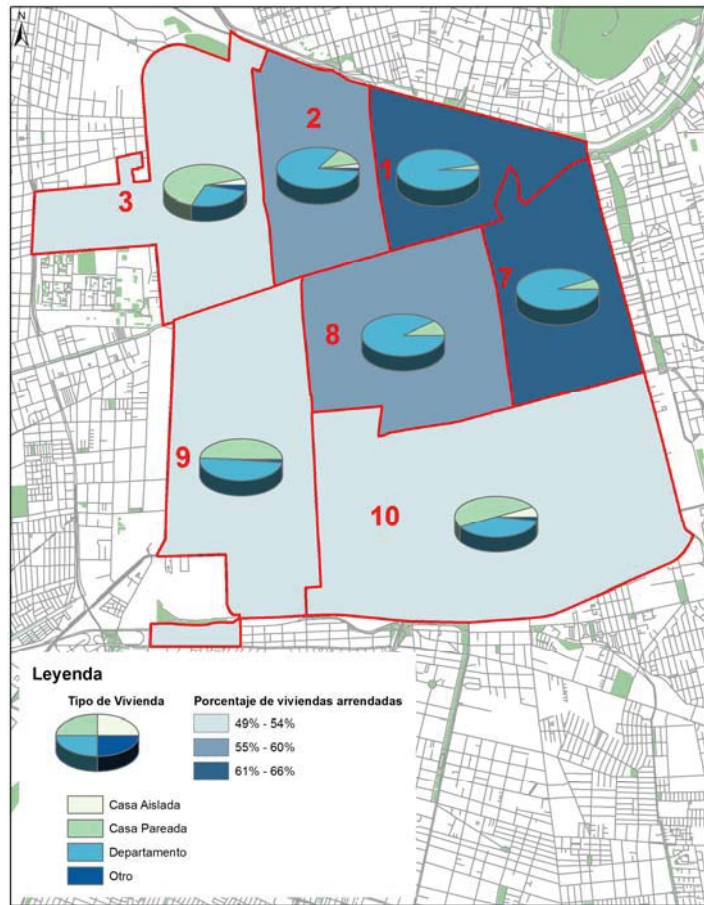 N
2
1
3
7
8
9
10
Leyenda
Tipo de Vivienda
Porcentaje de viviendas arrendadas
49% - 54%
55% - 60%
61% - 66%
Casa Aislada
Casa Pareada
Departamento
Otro